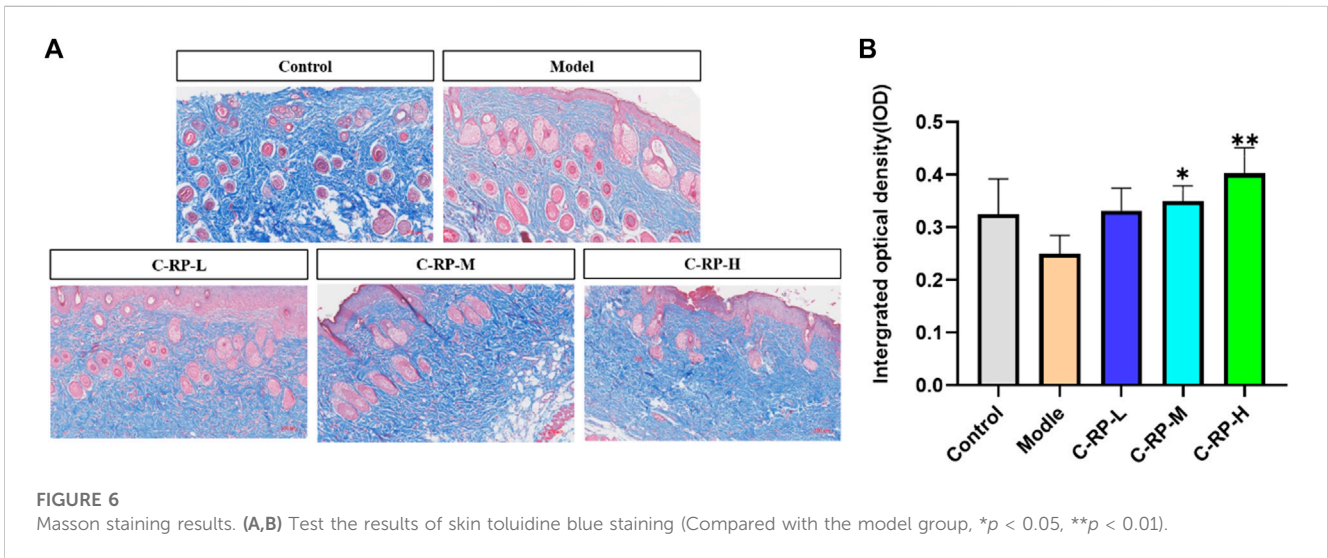 A
Control
Model
C-RP-L
C-RP-M
C-RP-H
B
Intergrated optical density(IOD)
0.5
0.4
0.3
0.2
0.1
0.0
*
**
Control
Modle
C-RP-L
C-RP-M
C-RP-H
FIGURE 6
Masson staining results. (A,B) Test the results of skin toluidine blue staining (Compared with the model group, *p < 0.05, **p < 0.01).